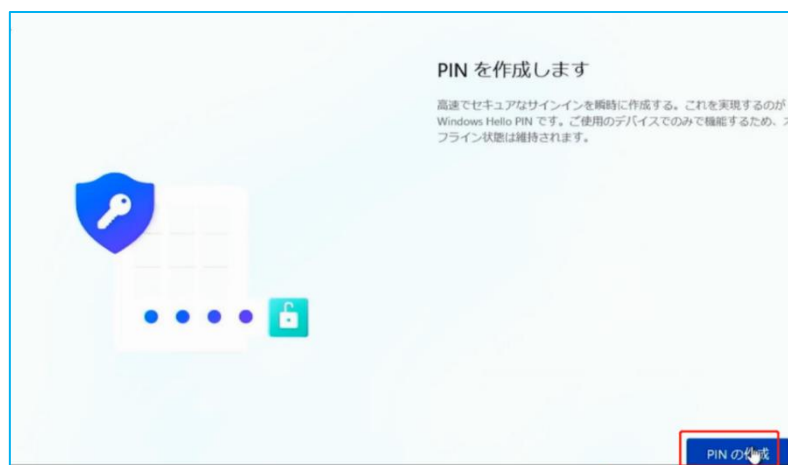 PIN を作成します
高速でセキュアなサインインを瞬時に作成する。これを実現するのが
Windows Hello PIN です。ご使用のデバイスでのみで機能するため、オ
フライン状態は維持されます。
PIN の作成